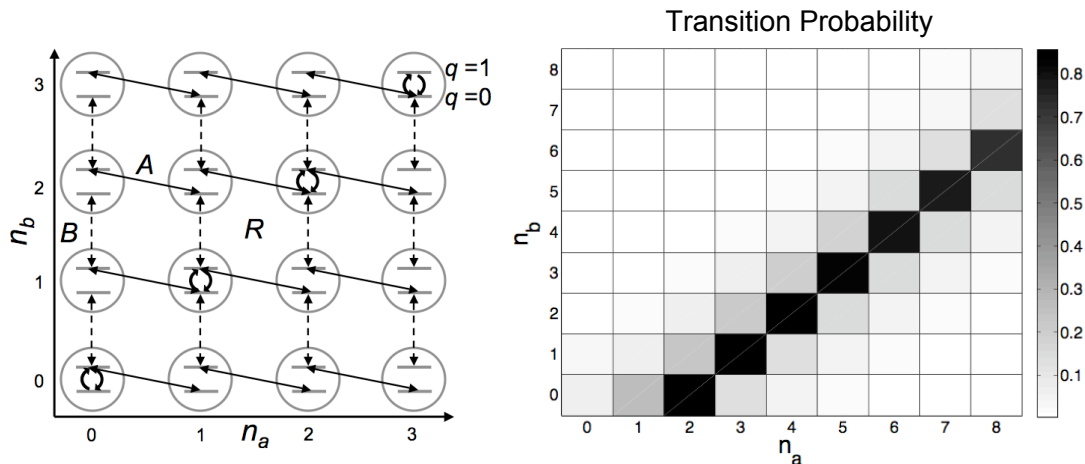 Transition Probability
3
q =1
q =0
A
2
n_b
B
R
1
0
0 1 2 3
n_a
8
7
6
5
4
n_b
3
2
1
0
0 1 2 3 4 5 6 7 8
n_a
0.8
0.7
0.6
0.5
0.4
0.3
0.2
0.1